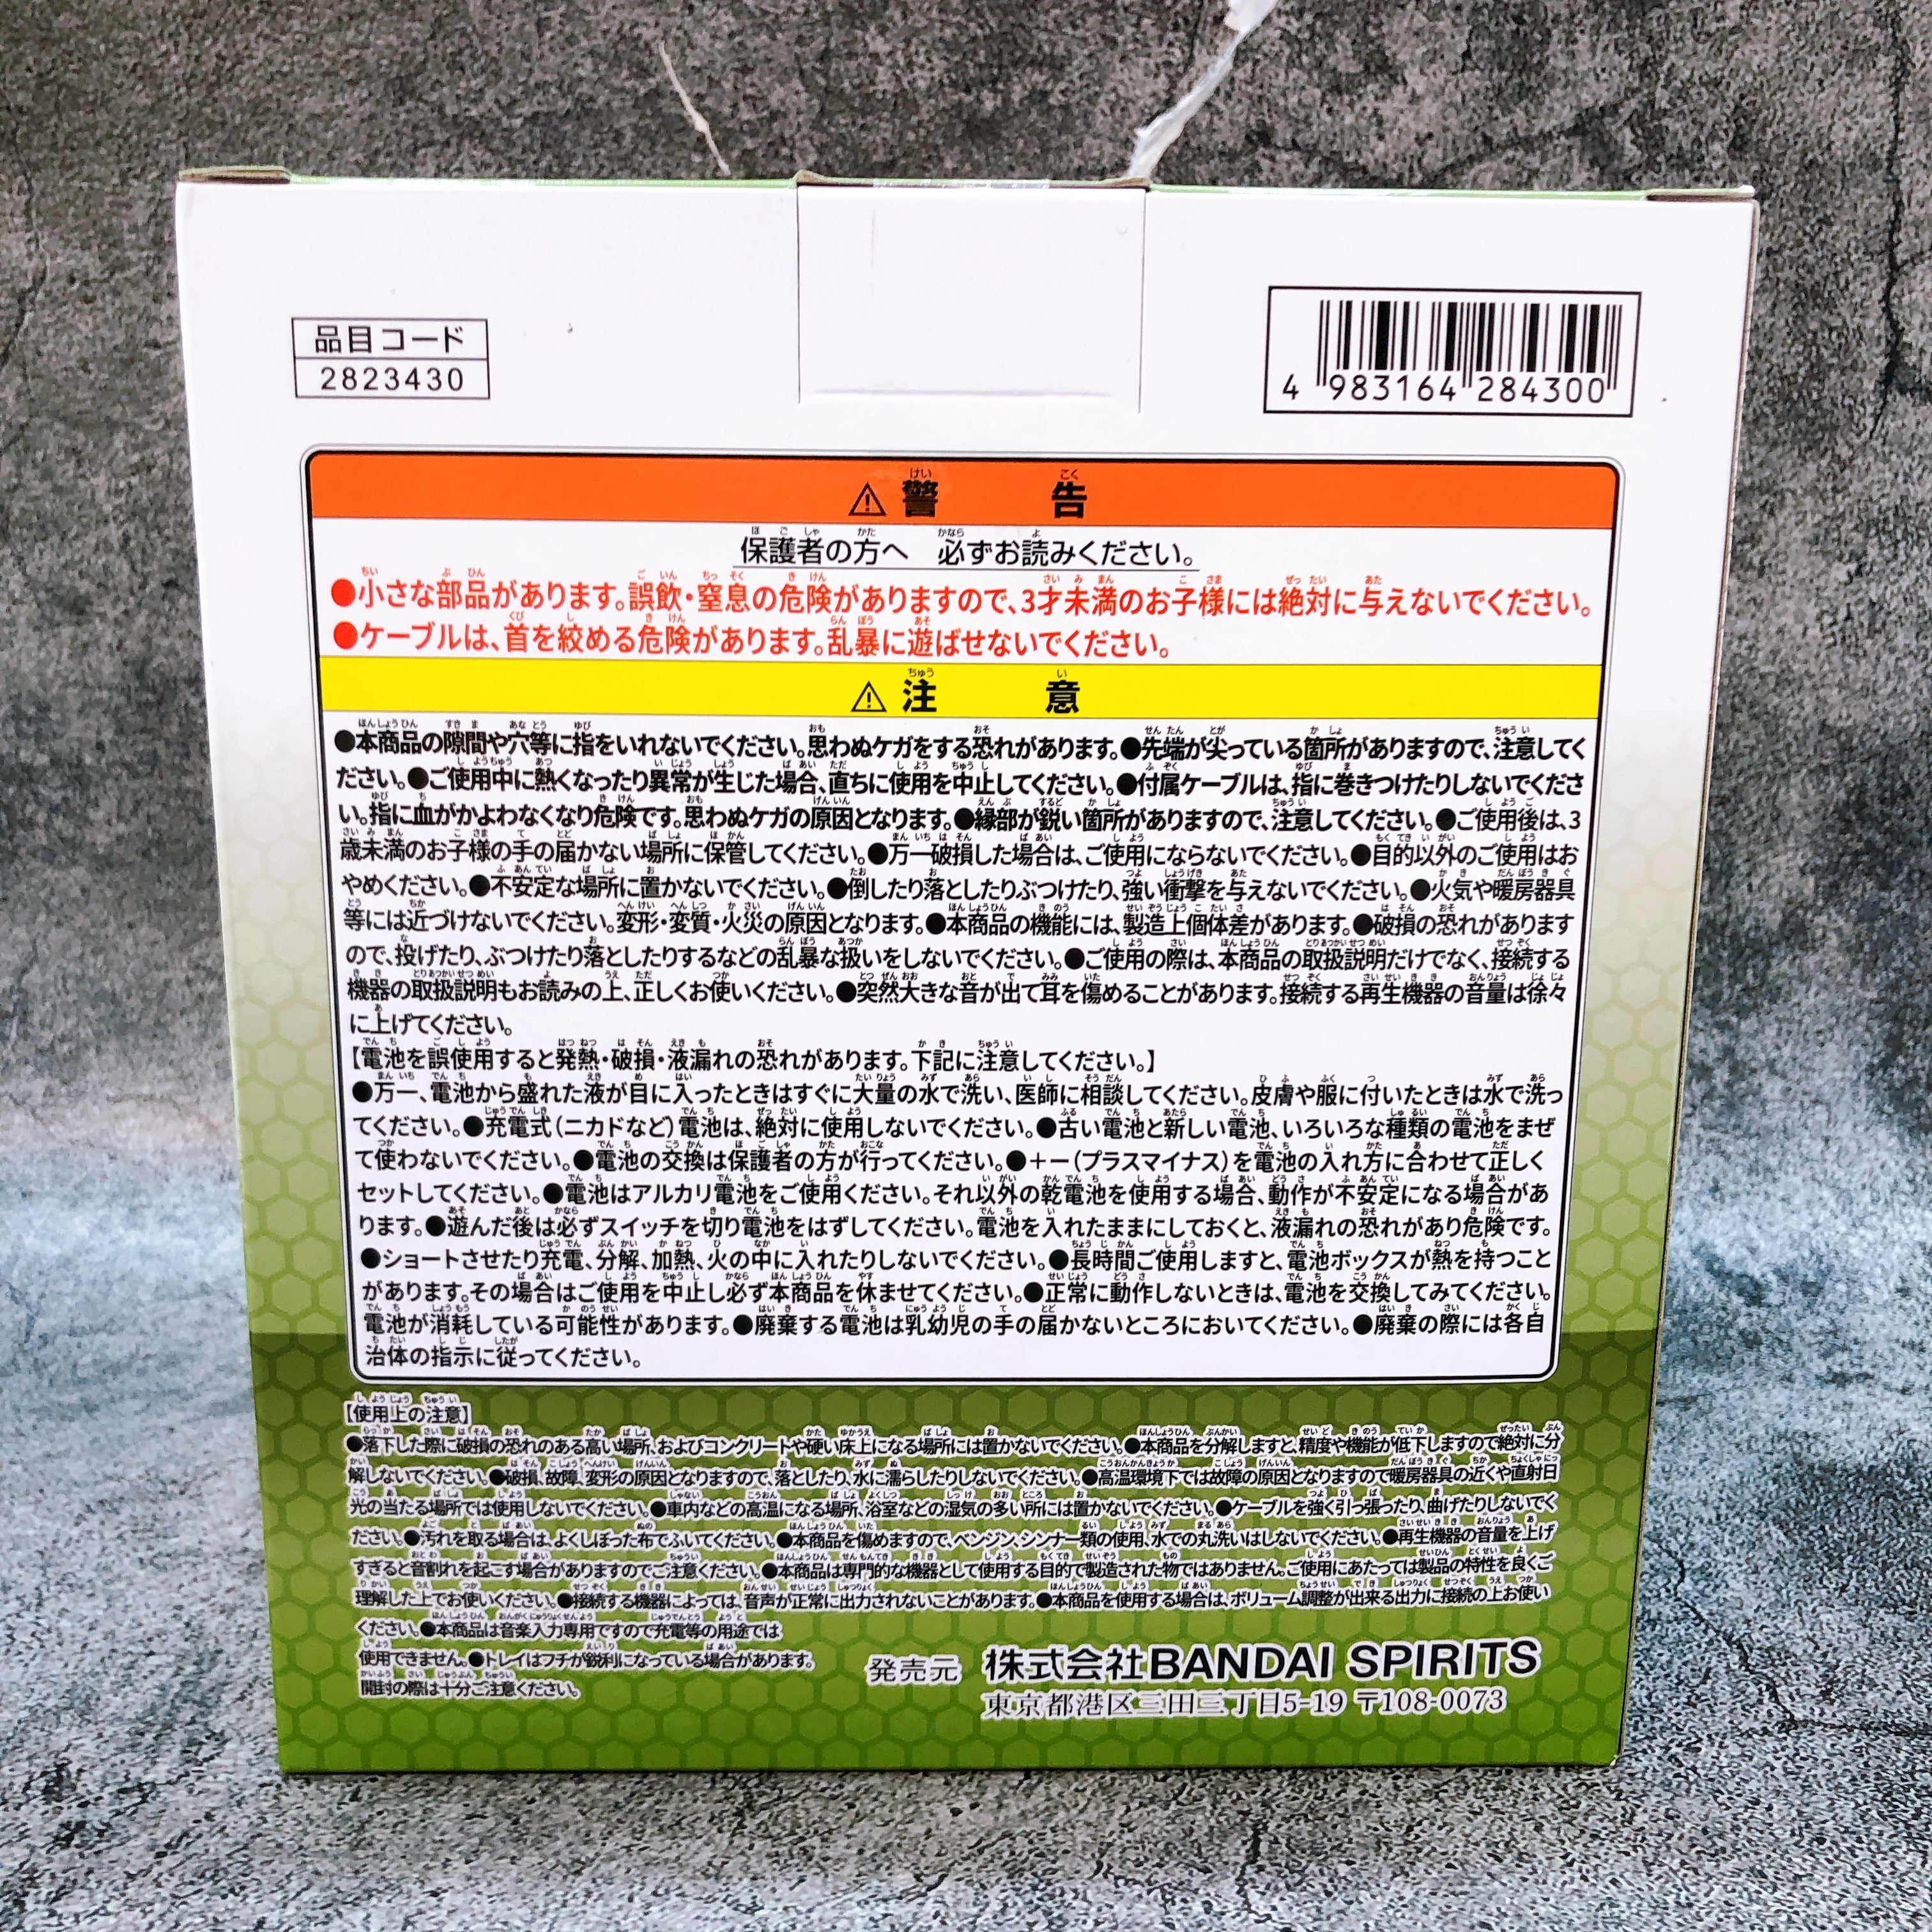 品目コード
2823430
4 983164 284300
⚠警告
保護者の方へ 必ずお読みください。
●小さな部品があります。誤飲・窒息の危険がありますので、3才未満のお子様には絶対に与えないでください。
●ケーブルは、首を絞める危険があります。乱暴に遊ばせないでください。
⚠注意
●本商品の隙間や穴等に指をいれないでください。思わぬケガをする恐れがあります。●先端が尖っている箇所がありますので、注意してく
ださい。●ご使用中に熱くなったり異常が生じた場合、直ちに使用を中止してください。●付属ケーブルは、指に巻きつけたりしないでくださ
い。指に血がかよわなくなり危険です。思わぬケガの原因となります。●縁部が鋭い箇所がありますので、注意してください。●ご使用後は、3
歳未満のお子様の手の届かない場所に保管してください。●万一破損した場合は、ご使用にならないでください。●目的以外のご使用はお
やめください。●不安定な場所に置かないでください。●倒したり落としたりぶつけたり、強い衝撃を与えないでください。●火気や暖房器具
等には近づけないでください。変形・変質・火災の原因となります。●本商品の機能には、製造上個体差があります。●破損の恐れがあります
ので、投げたり、ぶつけたり落としたりするなどの乱暴な扱いをしないでください。●ご使用の際は、本商品の取扱説明だけでなく、接続する
機器の取扱説明もお読みの上、正しくお使いください。●突然大きな音が出て耳を傷めることがあります。接続する再生機器の音量は徐々
に上げてください。
【電池を誤使用すると発熱・破損・液漏れの恐れがあります。下記に注意してください。】
●万一、電池から盛れた液が目に入ったときはすぐに大量の水で洗い、医師に相談してください。皮膚や服に付いたときは水で洗っ
てください。●充電式(ニカドなど)電池は、絶対に使用しないでください。●古い電池と新しい電池、いろいろな種類の電池をまぜ
て使わないでください。●電池の交換は保護者の方が行ってください。●+−(プラスマイナス)を電池の入れ方に合わせて正しく
セットしてください。●電池はアルカリ電池をご使用ください。それ以外の乾電池を使用する場合、動作が不安定になる場合があ
ります。●遊んだ後は必ずスイッチを切り電池をはずしてください。電池を入れたままにしておくと、液漏れの恐れがあり危険です。
●ショートさせたり充電、分解、加熱、火の中に入れたりしないでください。●長時間ご使用しますと、電池ボックスが熱を持つこと
があります。その場合はご使用を中止し必ず本商品を休ませてください。●正常に動作しないときは、電池を交換してみてください。
電池が消耗している可能性があります。●廃棄する電池は乳幼児の手の届かないところにおいてください。●廃棄の際には各自
治体の指示に従ってください。
【使用上の注意】
●落下した際に破損の恐れのある高い場所、およびコンクリートや硬い床上になる場所には置かないでください。●本商品を分解しますと、精度や機能が低下しますので絶対に分
解しないでください。●破損、故障、変形の原因となりますので、落としたり、水に濡らしたりしないでください。●高温環境下では故障の原因となりますので暖房器具の近くや直射日
光の当たる場所では使用しないでください。●車内などの高温になる場所、浴室などの湿気の多い所には置かないでください。●ケーブルを強く引っ張ったり、曲げたりしないでく
ださい。●汚れを取る場合は、よくしぼった布でふいてください。●本商品を傷めますので、ベンジン、シンナー類の使用、水での丸洗いはしないでください。●再生機器の音量を上げ
すぎると音割れを起こす場合がありますのでご注意ください。●本商品は専門的な機器として使用する目的で製造された物ではありません。ご使用にあたっては製品の特性を良くご
理解した上でお使いください。●接続する機器によっては、音声が正常に出力されないことがあります。●本商品を使用する場合は、ボリューム調整が出来る出力に接続の上お使い
ください。●本商品は音楽入力専用ですので充電等の用途では
使用できません。●トレイはフチが鋭利になっている場合があります。
開封の際は十分ご注意ください。
発売元 株式会社BANDAI SPIRITS
東京都港区三田三丁目5-19 〒108-0073